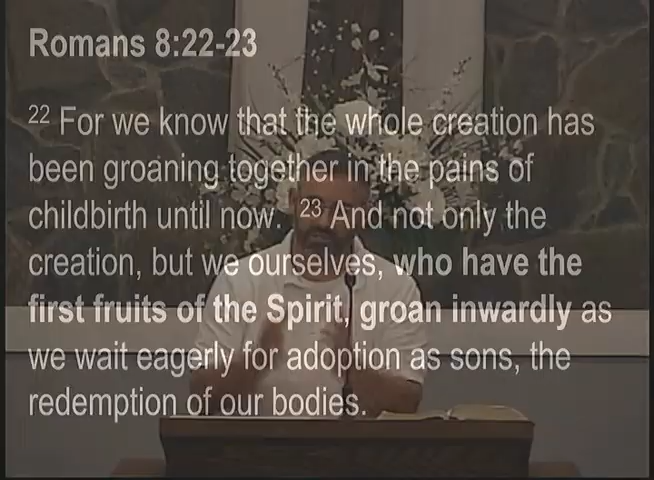 Romans 8:22-23
22 For we know that the whole creation has
been groaning together in the pains of
childbirth until now. 23 And not only the
creation, but we ourselves, who have the
first fruits of the Spirit, groan inwardly as
we wait eagerly for adoption as sons, the
redemption of our bodies.